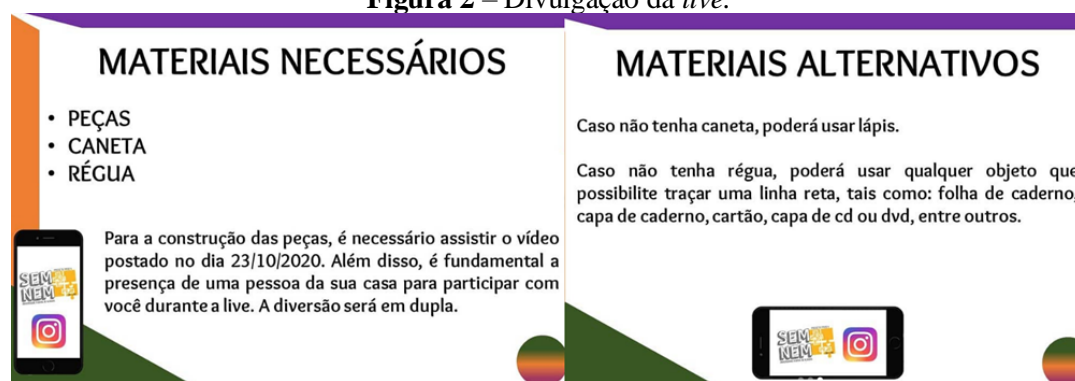 Figura 2 – Divulgação da live.
MATERIAIS NECESSÁRIOS
• PEÇAS
• CANETA
• RÉGUA
Para a construção das peças, é necessário assistir o vídeo
postado no dia 23/10/2020. Além disso, é fundamental a
presença de uma pessoa da sua casa para participar com
você durante a live. A diversão será em dupla.
SEM
NEM
MATERIAIS ALTERNATIVOS
Caso não tenha caneta, poderá usar lápis.
Caso não tenha régua, poderá usar qualquer objeto que
possibilite traçar uma linha reta, tais como: folha de caderno,
capa de caderno, cartão, capa de cd ou dvd, entre outros.
SEM
NEM